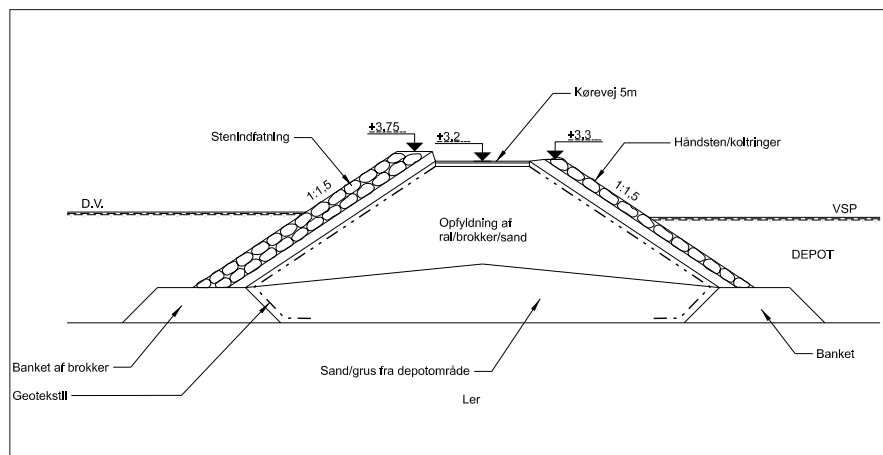 Kørevej 5m
+3,75
+3,2
+3,3
Stenindfatning
Håndsten/koltringer
1:1,5
1:1,5
D.V.
VSP
Opfyldning af
ral/brokker/sand
DEPOT
Banket af brokker
Sand/grus fra depotområde
Banket
Geotekstil
Ler